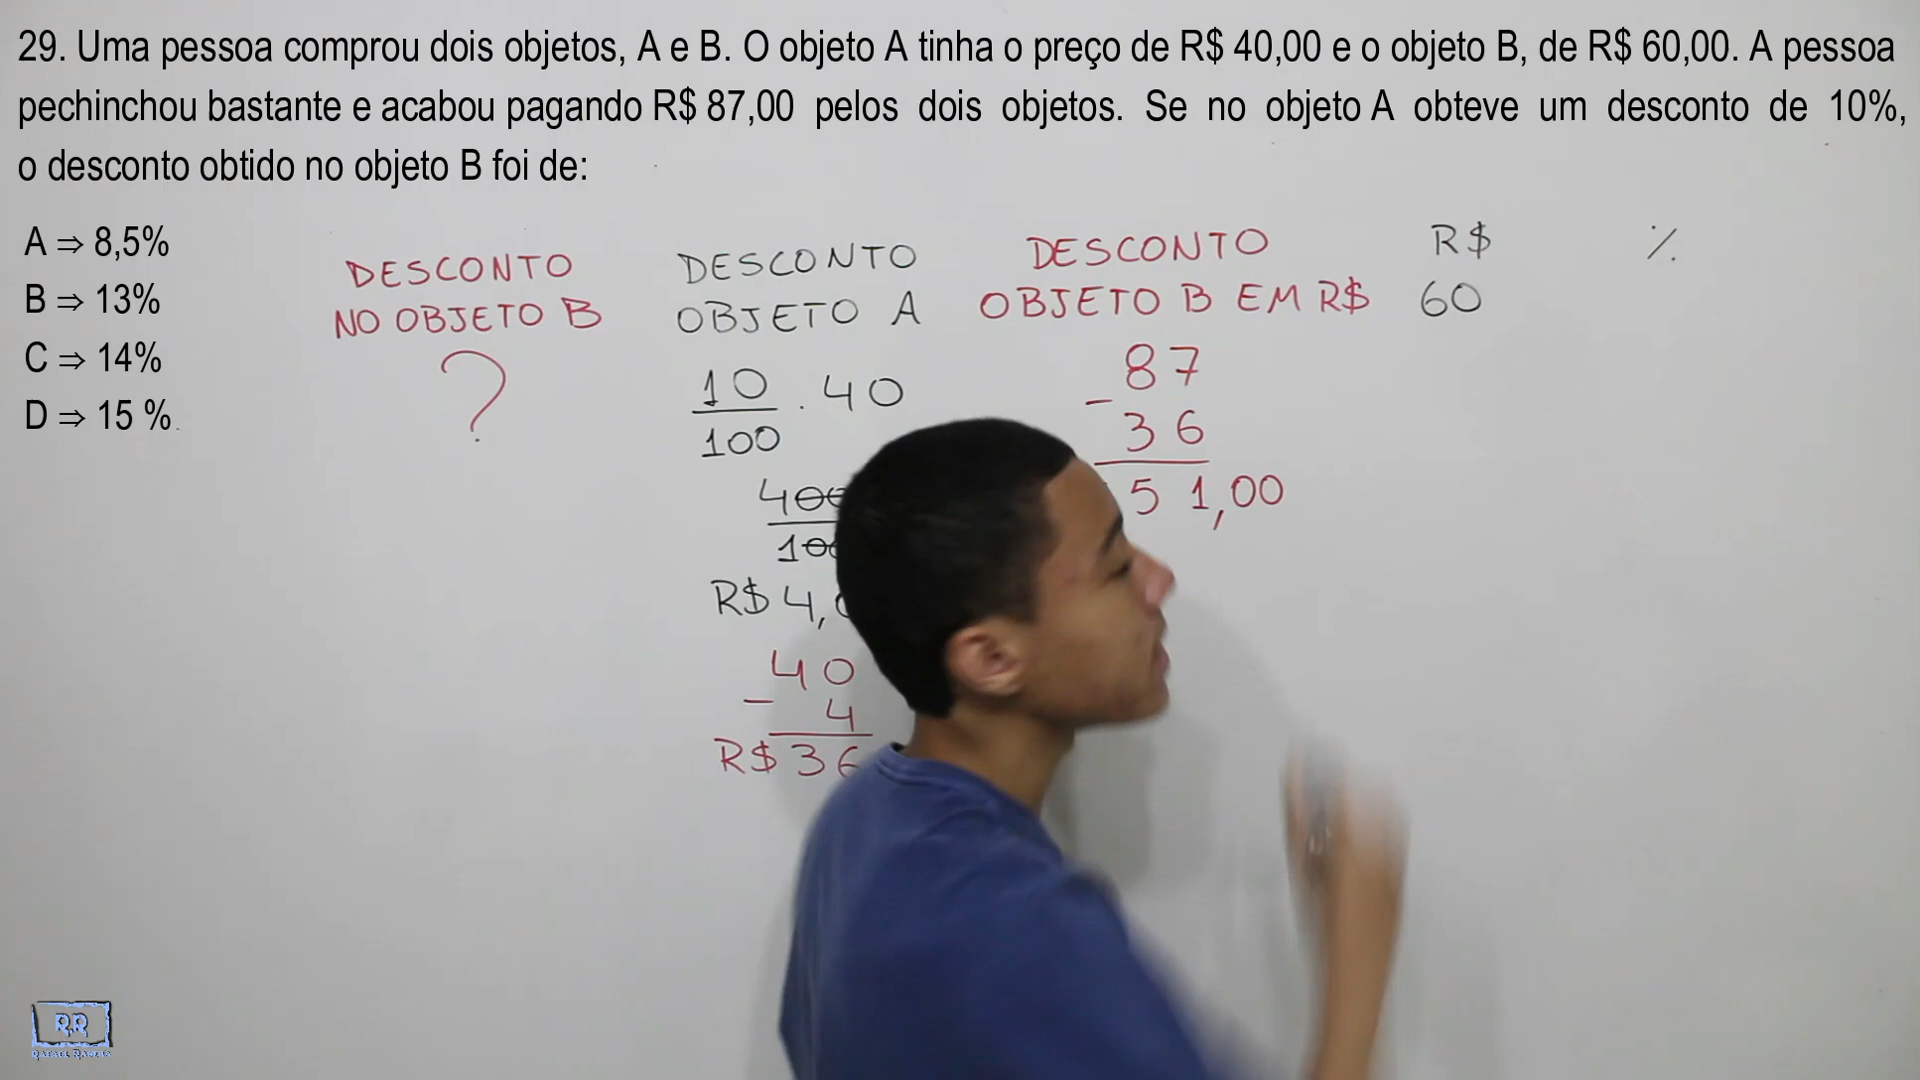 29. Uma pessoa comprou dois objetos, A e B. O objeto A tinha o preço de R$ 40,00 e o objeto B, de R$ 60,00. A pessoa
pechinchou bastante e acabou pagando R$ 87,00 pelos dois objetos. Se no objeto A obteve um desconto de 10%,
o desconto obtido no objeto B foi de:
A ⇒ 8,5%
B ⇒ 13%
C ⇒ 14%
D ⇒ 15 %
DESCONTO
NO OBJETO B
?
DESCONTO
OBJETO A
10
100
. 40
400
100
R$ 4,
40
- 4
R$ 36
DESCONTO
OBJETO B EM R$
87
- 36
51,00
R$ %
60
RR